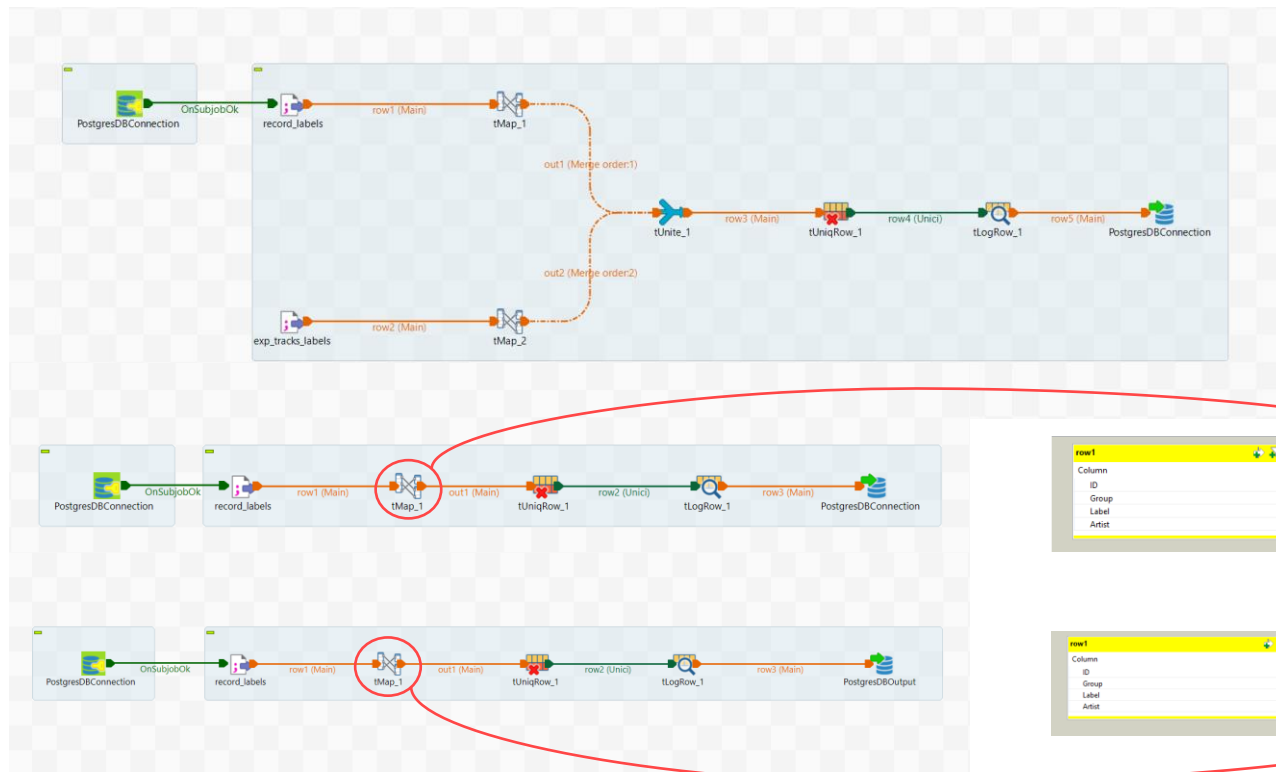 OnSubjobOk
PostgresDBConnection
record_labels
row1 (Main)
tMap_1
out1 (Merge order:1)
tUnite_1
row3 (Main)
tUniqRow_1
row4 (Unici)
tLogRow_1
row5 (Main)
PostgresDBConnection
out2 (Merge order:2)
exp_tracks_labels
row2 (Main)
tMap_2
PostgresDBConnection
OnSubjobOk
record_labels
row1 (Main)
tMap_1
out1 (Main)
tUniqRow_1
row2 (Unici)
tLogRow_1
row3 (Main)
PostgresDBConnection
row1
Column
ID
Group
Label
Artist
PostgresDBConnection
OnSubjobOk
record_labels
row1 (Main)
tMap_1
out1 (Main)
tUniqRow_1
row2 (Unici)
tLogRow_1
row3 (Main)
PostgresDBOutput
row1
Column
ID
Group
Label
Artist